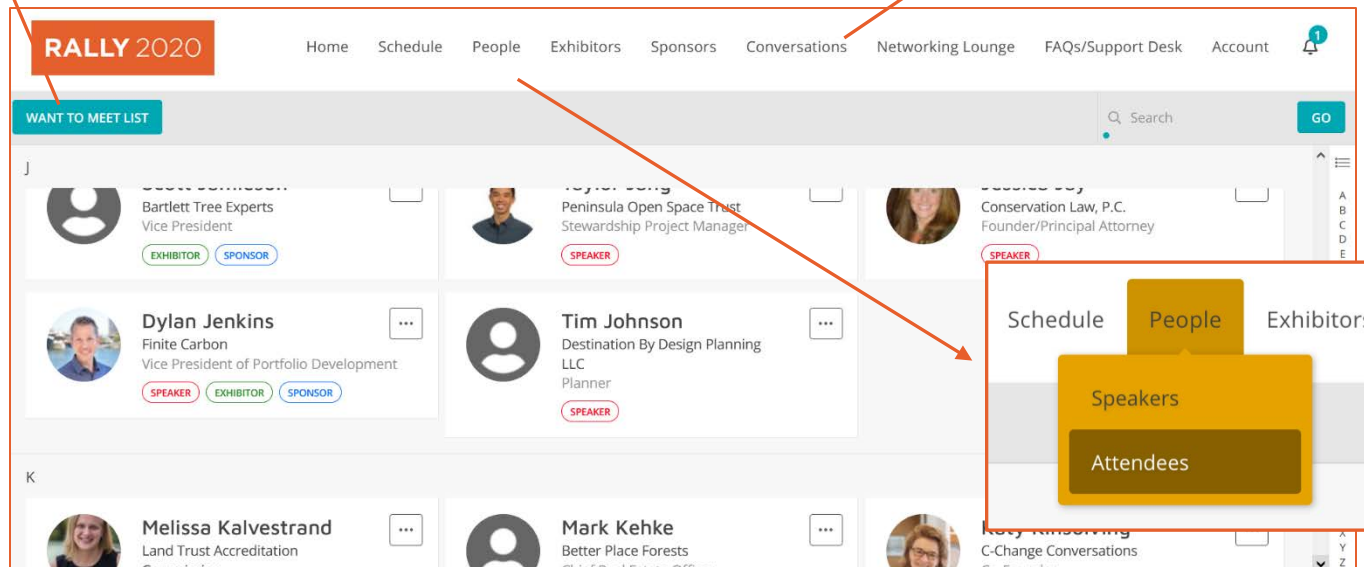 RALLY 2020
Home Schedule People Exhibitors Sponsors Conversations Networking Lounge FAQs/Support Desk Account 1
WANT TO MEET LIST
Search
GO
J
Bartlett Tree Experts
Vice President
EXHIBITOR SPONSOR
Peninsula Open Space Trust
Stewardship Project Manager
SPEAKER
Conservation Law, P.C.
Founder/Principal Attorney
SPEAKER
A
B
C
D
E
Dylan Jenkins
...
Finite Carbon
Vice President of Portfolio Development
SPEAKER EXHIBITOR SPONSOR
Tim Johnson
...
Destination By Design Planning
LLC
Planner
SPEAKER
Schedule People Exhibitors
Speakers
Attendees
K
Melissa Kalvestrand
...
Land Trust Accreditation
Mark Kehke
...
Better Place Forests
C-Change Conversations
Y
Z